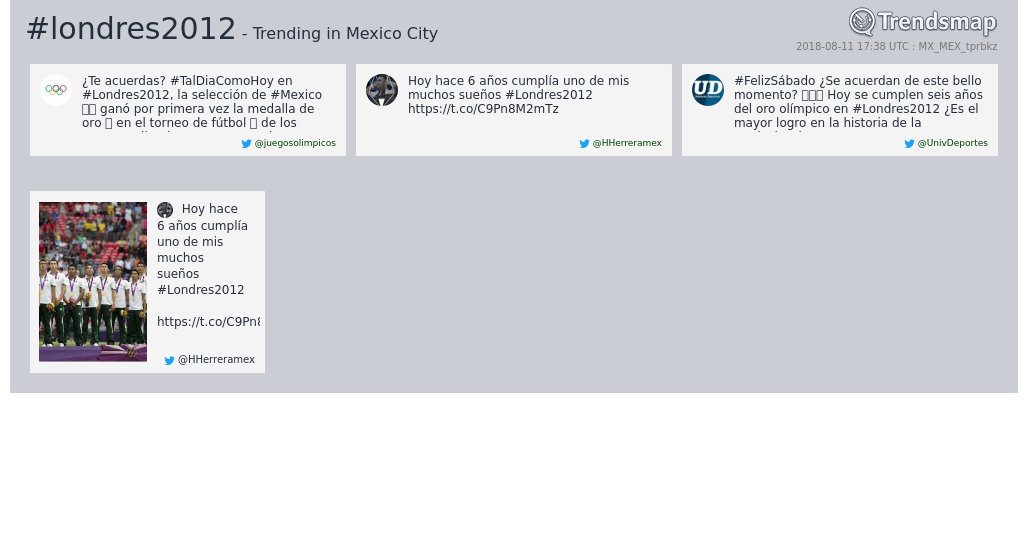 #londres2012 - Trending in Mexico City
Trendsmap
2018-08-11 17:38 UTC : MX_MEX_tprbkz
¿Te acuerdas? #TalDiaComoHoy en
#Londres2012, la selección de #Mexico
ganó por primera vez la medalla de
oro en el torneo de fútbol de los
@juegosolimpicos
Hoy hace 6 años cumplía uno de mis
muchos sueños #Londres2012
https://t.co/C9Pn8M2mTz
@HHerreramex
UD
#FelizSábado ¿Se acuerdan de este bello
momento? Hoy se cumplen seis años
del oro olímpico en #Londres2012 ¿Es el
mayor logro en la historia de la
@UnivDeportes
Hoy hace
6 años cumplía
uno de mis
muchos
sueños
#Londres2012
https://t.co/C9Pn8
@HHerreramex